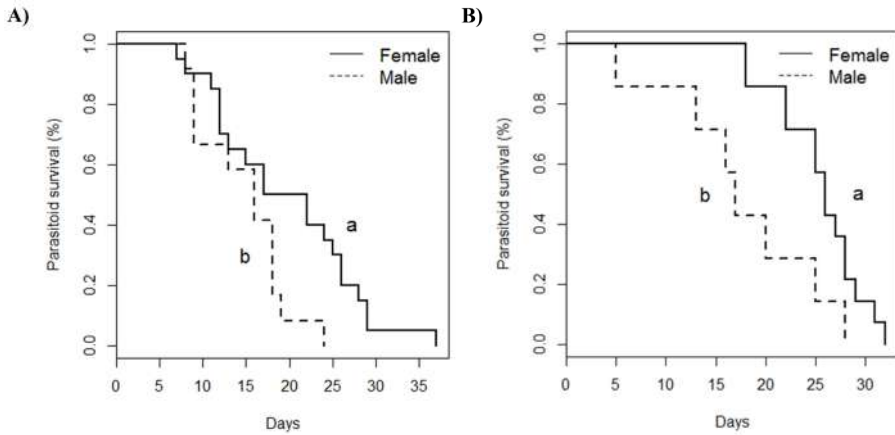 A)
Parasitoid survival (%)
1.0
0.8
0.6
0.4
0.2
0.0
Female
Male
a
b
0 5 10 15 20 25 30 35
Days
B)
Parasitoid survival (%)
1.0
0.8
0.6
0.4
0.2
0.0
Female
Male
a
b
0 5 10 15 20 25 30
Days